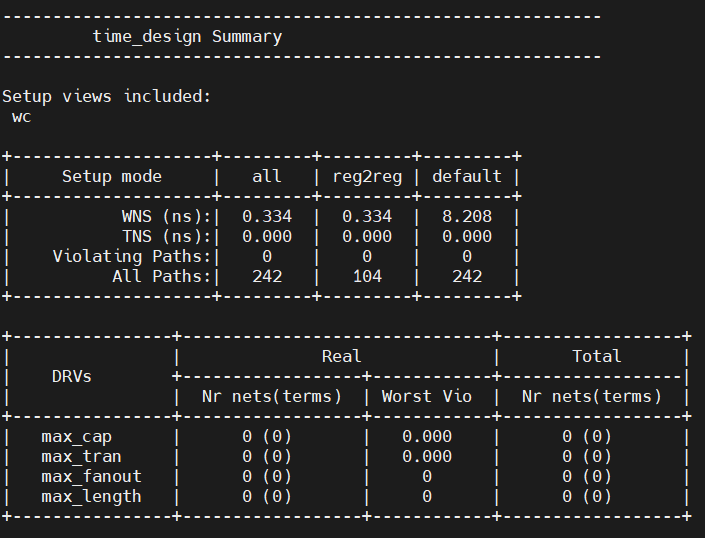 ------------------------------------------------------------
         time_design Summary
------------------------------------------------------------

Setup views included:
 wc

+--------------------+---------+---------+---------+
|     Setup mode     |   all   | reg2reg | default |
+--------------------+---------+---------+---------+
|           WNS (ns):|  0.334  |  0.334  |  8.208  |
|           TNS (ns):|  0.000  |  0.000  |  0.000  |
|    Violating Paths:|    0    |    0    |    0    |
|          All Paths:|   242   |   104   |   242   |
+--------------------+---------+---------+---------+

+----------------+-------------------------------+------------------+
|                |              Real             |       Total      |
|    DRVs        +------------------+------------+------------------|
|                |  Nr nets(terms)  | Worst Vio  |  Nr nets(terms)  |
+----------------+------------------+------------+------------------+
|   max_cap      |      0 (0)       |   0.000    |      0 (0)       |
|   max_tran     |      0 (0)       |   0.000    |      0 (0)       |
|   max_fanout   |      0 (0)       |     0      |      0 (0)       |
|   max_length   |      0 (0)       |     0      |      0 (0)       |
+----------------+------------------+------------+------------------+